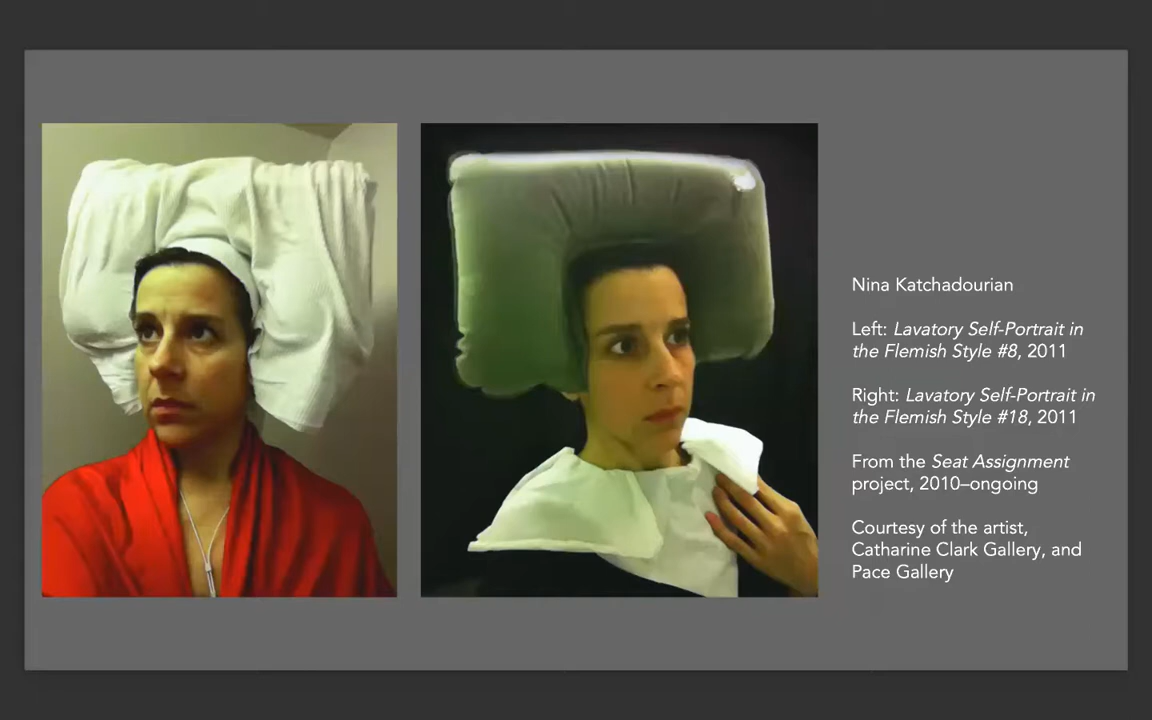 Nina Katchadourian
Left: Lavatory Self-Portrait in
the Flemish Style #8, 2011
Right: Lavatory Self-Portrait in
the Flemish Style #18, 2011
From the Seat Assignment
project, 2010–ongoing
Courtesy of the artist,
Catharine Clark Gallery, and
Pace Gallery